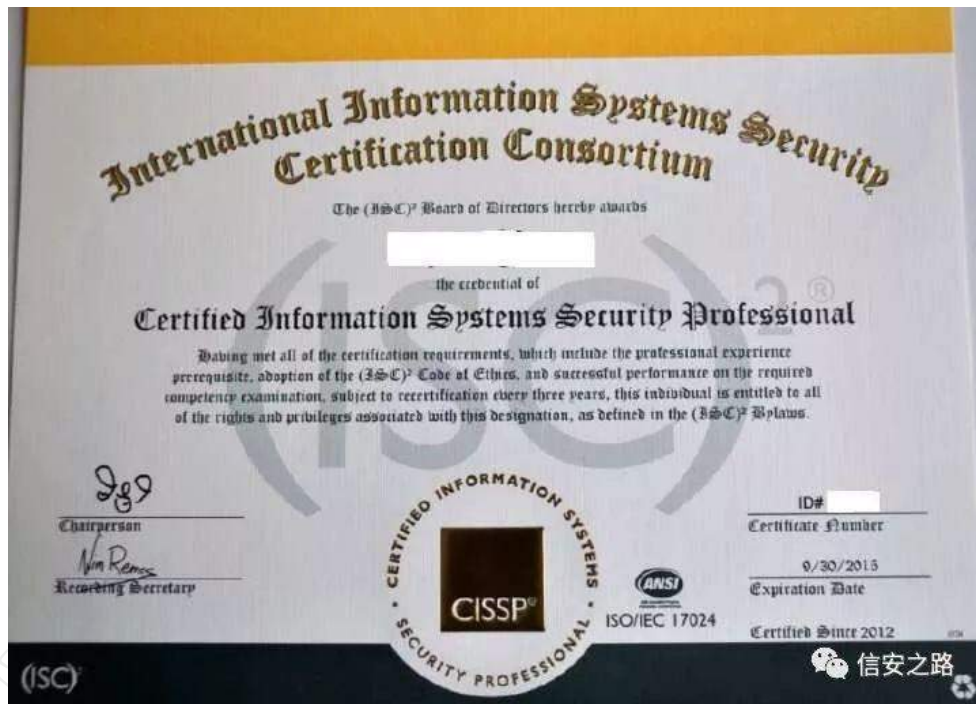 International Information Systems Security
Certification Consortium
The (ISC)² Board of Directors hereby awards
the credential of
Certified Information Systems Security Professional
Having met all of the certification requirements, which include the professional experience
prerequisite, adoption of the (ISC)² Code of Ethics, and successful performance on the required
competency examination, subject to recertification every three years, this individual is entitled to all
of the rights and privileges associated with this designation, as defined in the (ISC)² Bylaws.
(ISC)²®
Chairperson
Recording Secretary
CERTIFIED INFORMATION SYSTEMS
SECURITY PROFESSIONAL
CISSP®
ANSI
ISO/IEC 17024
ID#
Certificate Number
9/30/2015
Expiration Date
Certified Since 2012
(ISC)²
信安之路